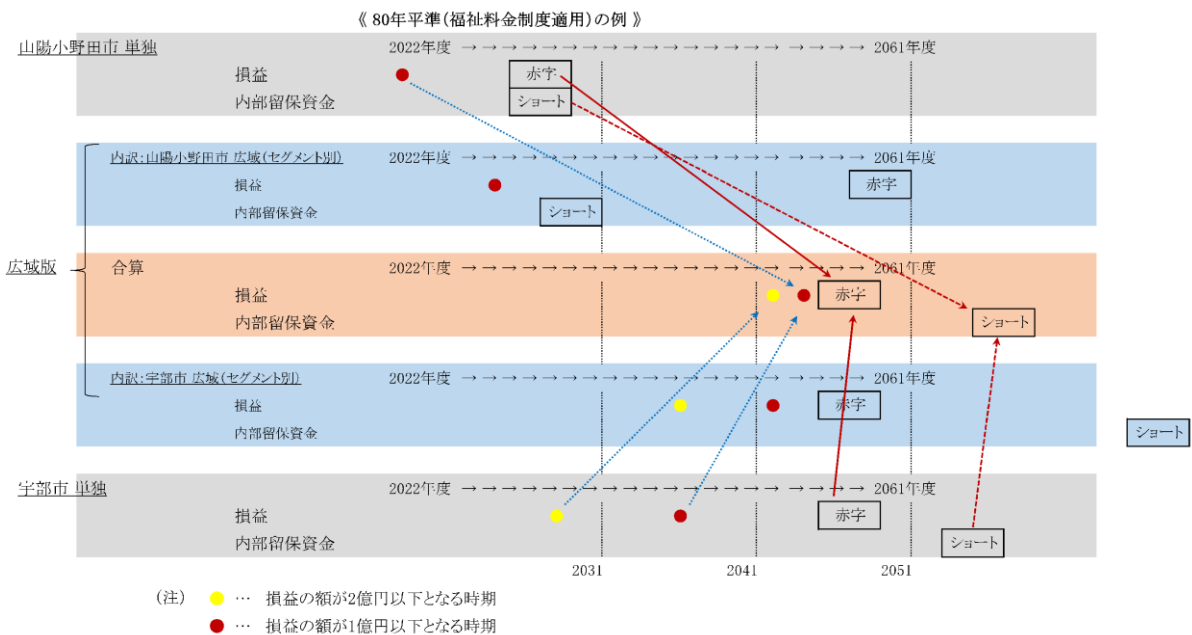 《 80年平準(福祉料金制度適用)の例 》
山陽小野田市 単独 2022年度 → → → → → → → → → → → → → → → → 2061年度
損益 赤字
内部留保資金 ショート
内訳:山陽小野田市 広域(セグメント別) 2022年度 → → → → → → → → → → → → → → → → 2061年度
損益 赤字
内部留保資金 ショート
広域版 合算 2022年度 → → → → → → → → → → → → → → → → 2061年度
損益 赤字
内部留保資金 ショート
内訳:宇部市 広域(セグメント別) 2022年度 → → → → → → → → → → → → → → → → 2061年度
損益 赤字
内部留保資金 ショート
宇部市 単独 2022年度 → → → → → → → → → → → → → → → → 2061年度
損益 赤字
内部留保資金 ショート
2031 2041 2051
(注) … 損益の額が2億円以下となる時期
… 損益の額が1億円以下となる時期